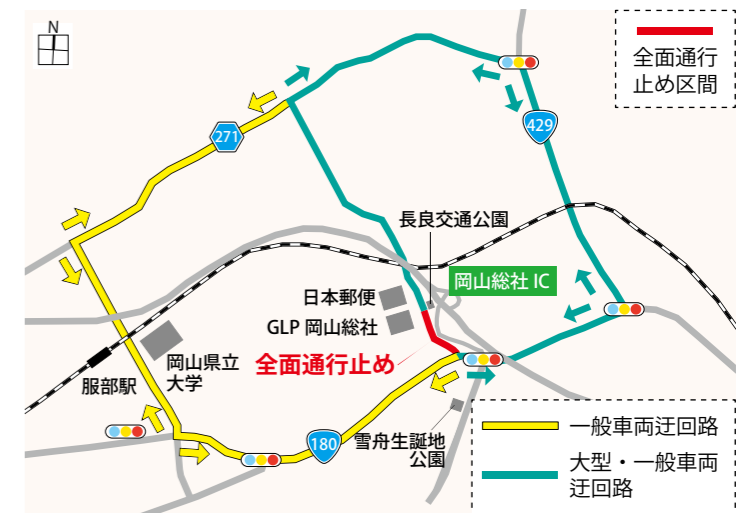 N
全面通行
止め区間
271
429
長良交通公園
岡山総社 IC
日本郵便
GLP 岡山総社
全面通行止め
岡山県立
大学
服部駅
180
雪舟生誕地
公園
一般車両迂回路
大型・一般車両
迂回路